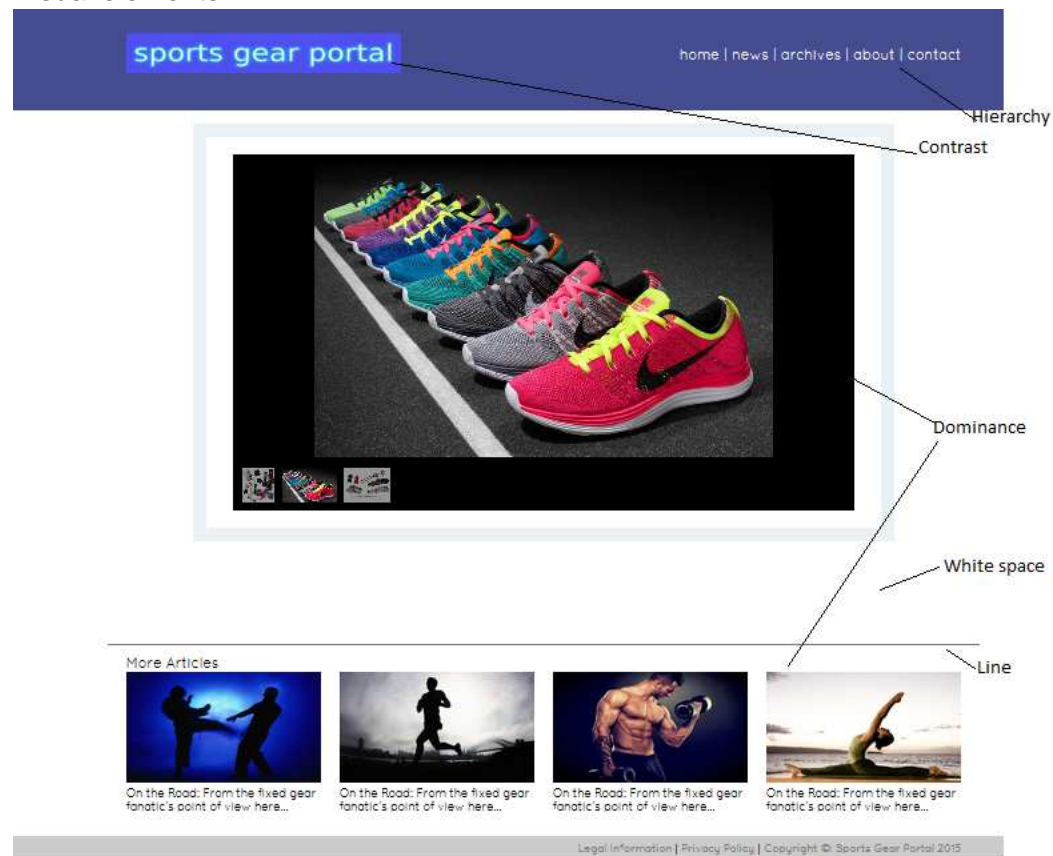 sports gear portal
home | news | archives | about | contact
Hierarchy
Contrast
Dominance
White space
Line
More Articles
On the Road: From the fixed gear
fanatic's point of view here...
On the Road: From the fixed gear
fanatic's point of view here...
On the Road: From the fixed gear
fanatic's point of view here...
On the Road: From the fixed gear
fanatic's point of view here...
Legal Information | Privacy Policy | Copyright © Sports Gear Portal 2015